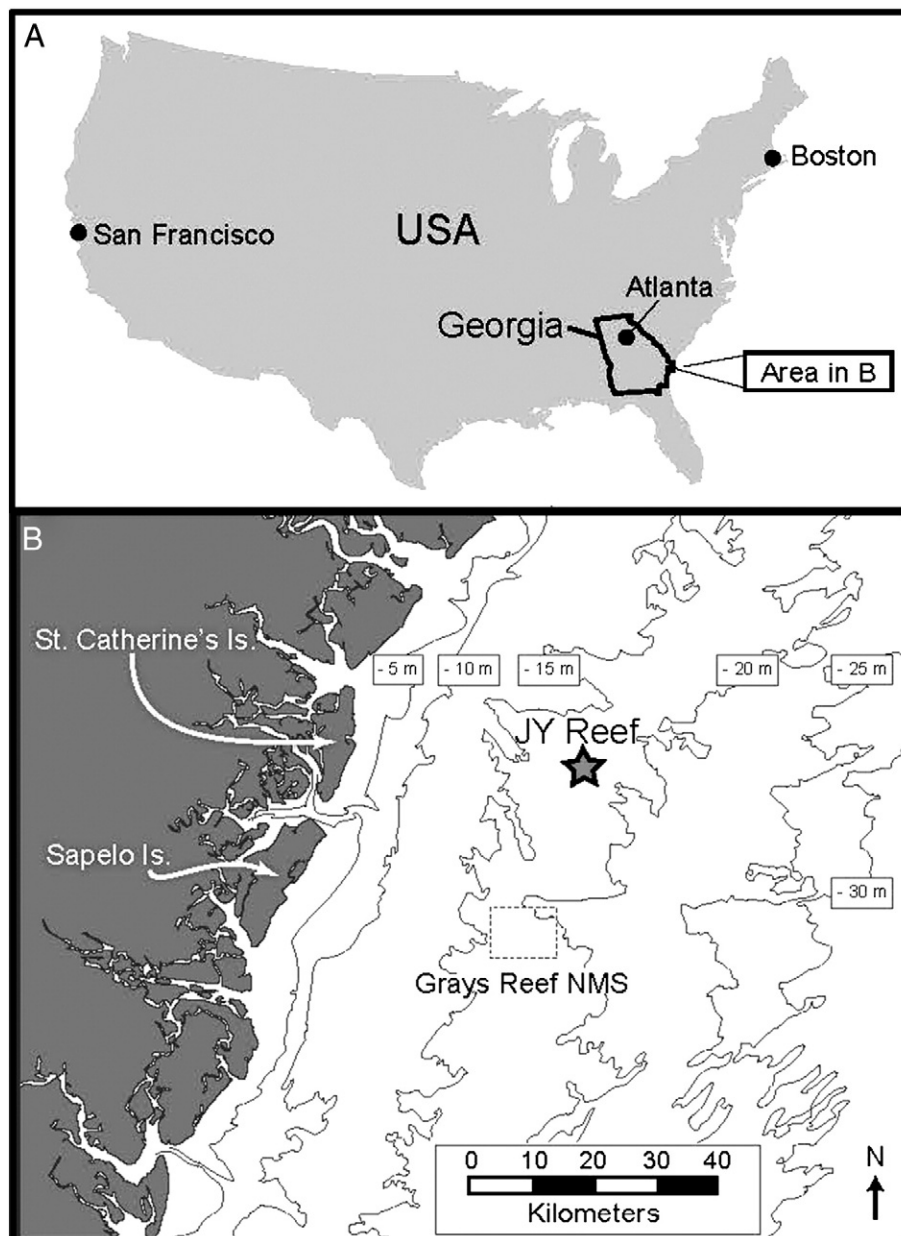 A
Boston
San Francisco
USA
Atlanta
Georgia
Area in B
B
St. Catherine's Is.
- 5 m
- 10 m
- 15 m
- 20 m
- 25 m
JY Reef
Sapelo Is.
- 30 m
Grays Reef NMS
0 10 20 30 40
Kilometers
N